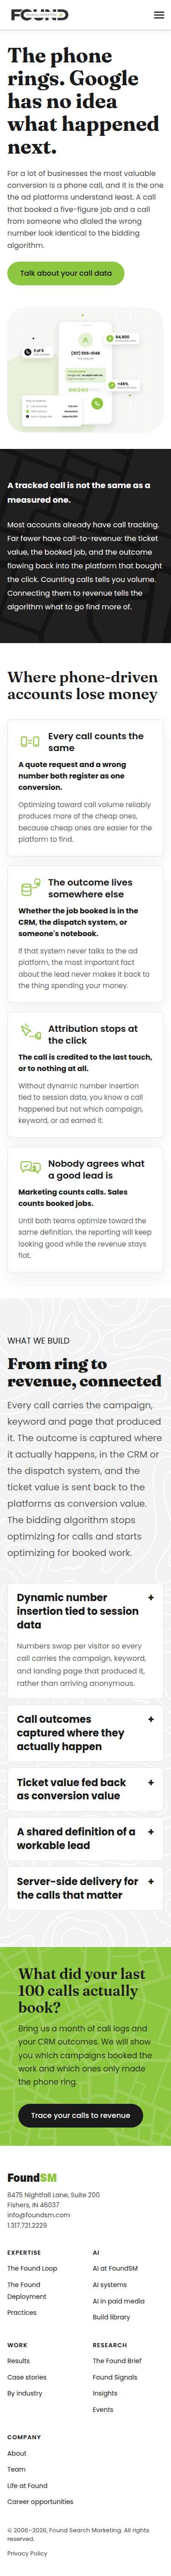 FOUND
The phone
rings. Google
has no idea
what happened
next.
For a lot of businesses the most valuable
conversion is a phone call, and it is the one
the ad platforms understand least. A call
that booked a five-figure job and a call
from someone who dialed the wrong
number look identical to the bidding
algorithm.
Talk about your call data
A
(317) 555-0148
$4,800
+46%
A tracked call is not the same as a
measured one.
Most accounts already have call tracking.
Far fewer have call-to-revenue: the ticket
value, the booked job, and the outcome
flowing back into the platform that bought
the click. Counting calls tells you volume.
Connecting them to revenue tells the
algorithm what to go find more of.
Where phone-driven
accounts lose money
Every call counts the
same
A quote request and a wrong
number both register as one
conversion.
Optimizing toward call volume reliably
produces more of the cheap ones,
because cheap ones are easier for the
platform to find.
The outcome lives
somewhere else
Whether the job booked is in the
CRM, the dispatch system, or
someone's notebook.
If that system never talks to the ad
platform, the most important fact
about the lead never makes it back to
the thing spending your money.
Attribution stops at
the click
The call is credited to the last touch,
or to nothing at all.
Without dynamic number insertion
tied to session data, you know a call
happened but not which campaign,
keyword, or ad earned it.
Nobody agrees what
a good lead is
Marketing counts calls. Sales
counts booked jobs.
Until both teams optimize toward the
same definition, the reporting will keep
looking good while the revenue stays
flat.
WHAT WE BUILD
From ring to
revenue, connected
Every call carries the campaign,
keyword and page that produced
it. The outcome is captured where
it actually happens, in the CRM or
the dispatch system, and the
ticket value is sent back to the
platforms as conversion value.
The bidding algorithm stops
optimizing for calls and starts
optimizing for booked work.
Dynamic number +
insertion tied to session
data
Numbers swap per visitor so every
call carries the campaign, keyword,
and landing page that produced it,
rather than arriving anonymous.
Call outcomes +
captured where they
actually happen
Ticket value fed back +
as conversion value
A shared definition of a +
workable lead
Server-side delivery for +
the calls that matter
What did your last
100 calls actually
book?
Bring us a month of call logs and
your CRM outcomes. We will show
you which campaigns booked the
work and which ones only made
the phone ring.
Trace your calls to revenue
FoundSM
8475 Nightfall Lane, Suite 200
Fishers, IN 46037
info@foundsm.com
1.317.721.2229
EXPERTISE
The Found Loop
The Found
Deployment
Practices
AI
AI at FoundSM
AI systems
AI in paid media
Build library
WORK
Results
Case stories
By industry
RESEARCH
The Found Brief
Found Signals
Insights
Events
COMPANY
About
Team
Life at Found
Career opportunities
© 2006–2026, Found Search Marketing. All rights
reserved.
Privacy Policy